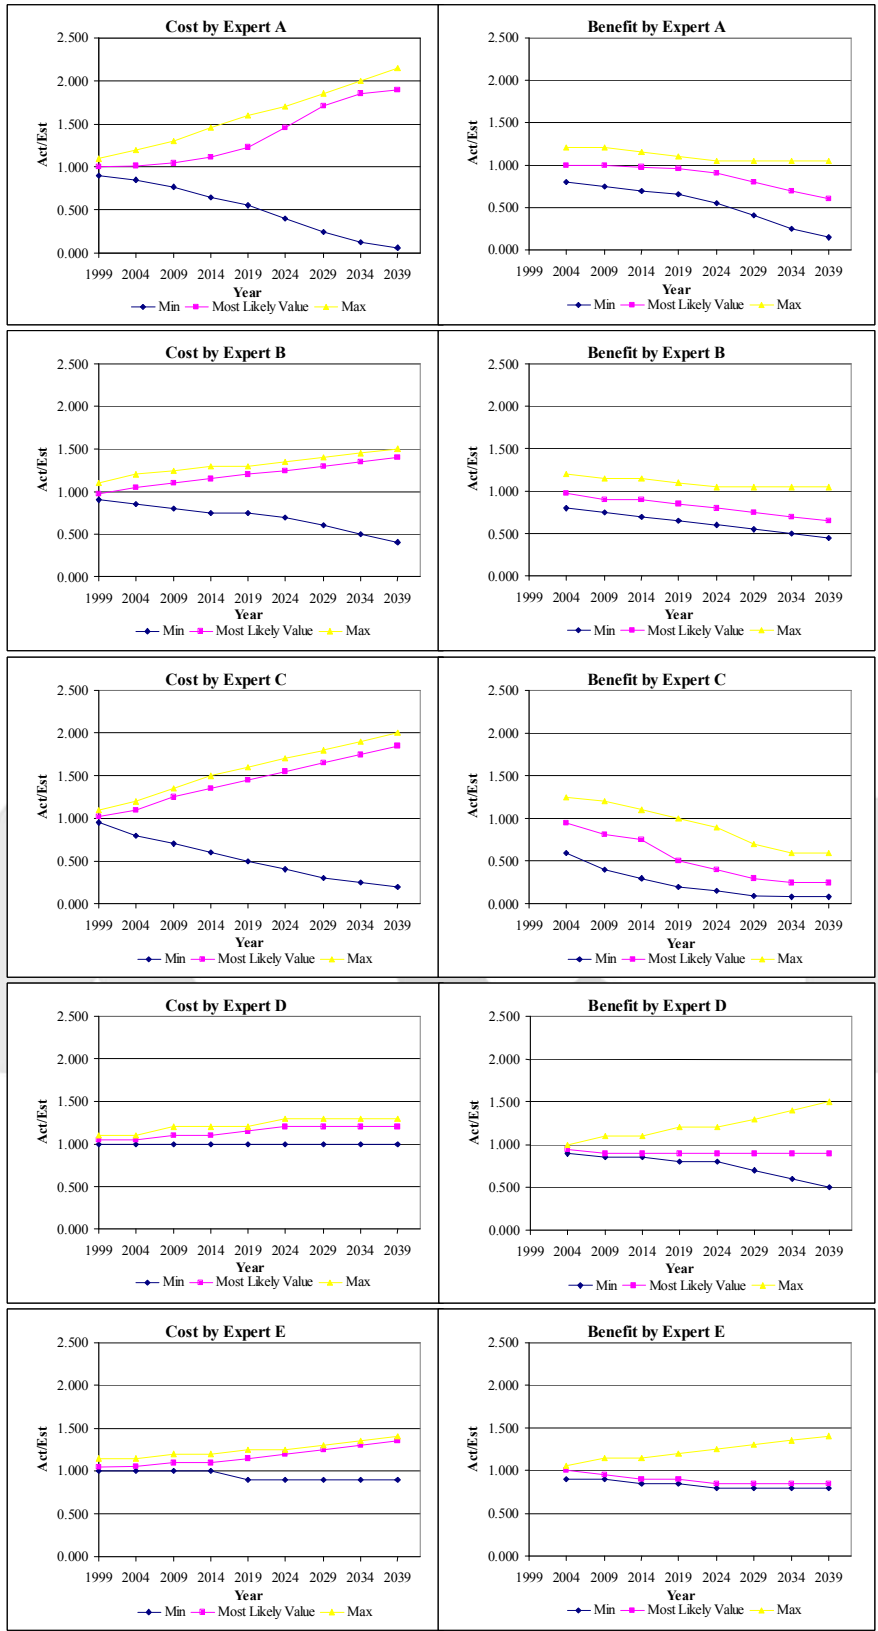 Cost by Expert A
2.500
2.000
1.500
1.000
0.500
0.000
Act/Est
1999 2004 2009 2014 2019 2024 2029 2034 2039
Year
Min Most Likely Value Max
Benefit by Expert A
2.500
2.000
1.500
1.000
0.500
0.000
Act/Est
1999 2004 2009 2014 2019 2024 2029 2034 2039
Year
Min Most Likely Value Max
Cost by Expert B
2.500
2.000
1.500
1.000
0.500
0.000
Act/Est
1999 2004 2009 2014 2019 2024 2029 2034 2039
Year
Min Most Likely Value Max
Benefit by Expert B
2.500
2.000
1.500
1.000
0.500
0.000
Act/Est
1999 2004 2009 2014 2019 2024 2029 2034 2039
Year
Min Most Likely Value Max
Cost by Expert C
2.500
2.000
1.500
1.000
0.500
0.000
Act/Est
1999 2004 2009 2014 2019 2024 2029 2034 2039
Year
Min Most Likely Value Max
Benefit by Expert C
2.500
2.000
1.500
1.000
0.500
0.000
Act/Est
1999 2004 2009 2014 2019 2024 2029 2034 2039
Year
Min Most Likely Value Max
Cost by Expert D
2.500
2.000
1.500
1.000
0.500
0.000
Act/Est
1999 2004 2009 2014 2019 2024 2029 2034 2039
Year
Min Most Likely Value Max
Benefit by Expert D
2.500
2.000
1.500
1.000
0.500
0.000
Act/Est
1999 2004 2009 2014 2019 2024 2029 2034 2039
Year
Min Most Likely Value Max
Cost by Expert E
2.500
2.000
1.500
1.000
0.500
0.000
Act/Est
1999 2004 2009 2014 2019 2024 2029 2034 2039
Year
Min Most Likely Value Max
Benefit by Expert E
2.500
2.000
1.500
1.000
0.500
0.000
Act/Est
1999 2004 2009 2014 2019 2024 2029 2034 2039
Year
Min Most Likely Value Max